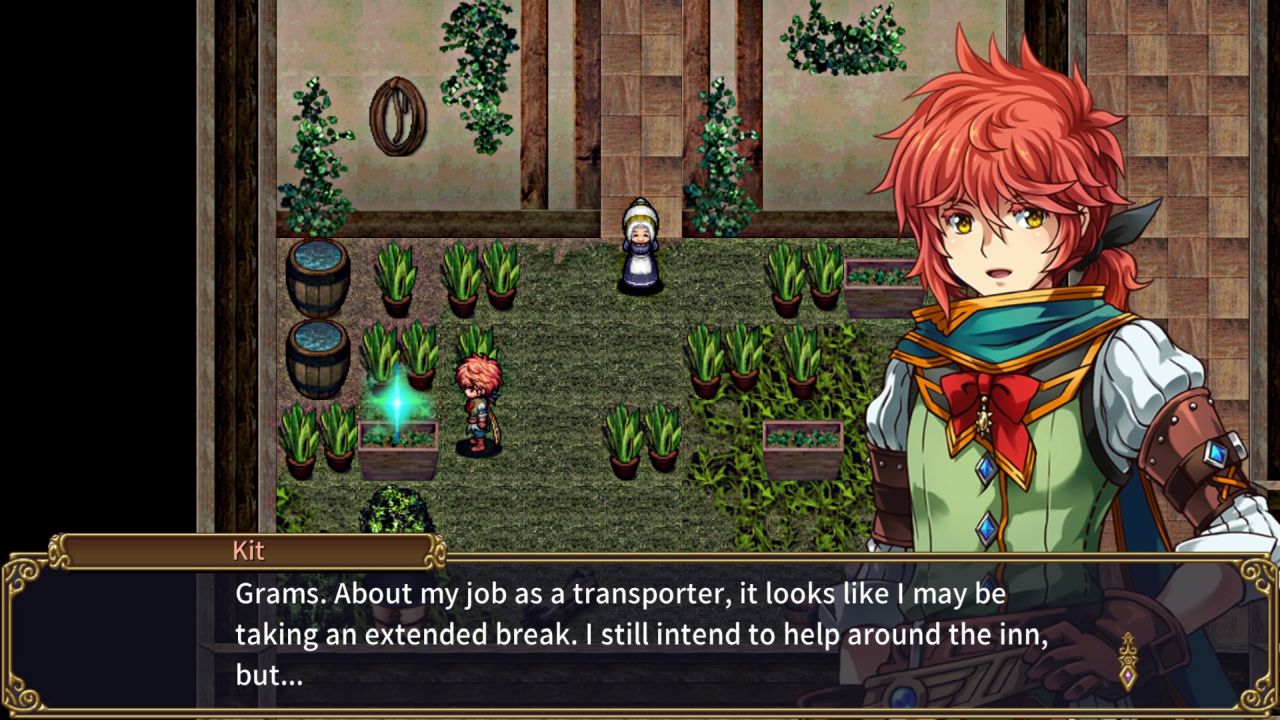 Kit
Grams. About my job as a transporter, it looks like I may be
taking an extended break. I still intend to help around the inn,
but...